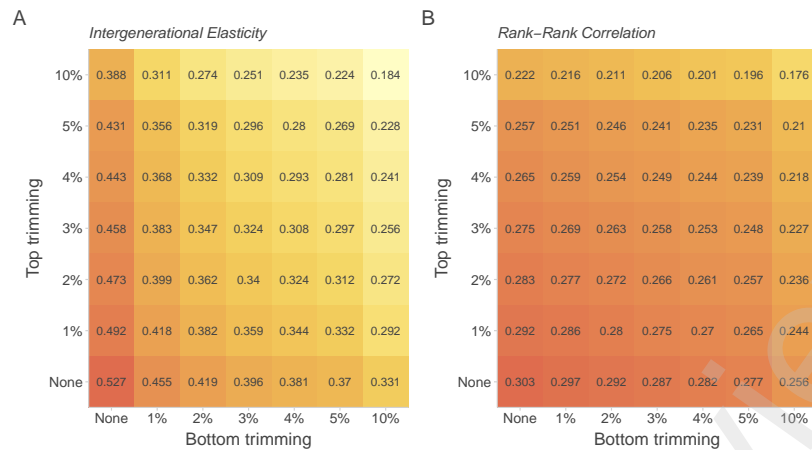 A
Intergenerational Elasticity
Top trimming
10% 0.388 0.311 0.274 0.251 0.235 0.224 0.184
5% 0.431 0.356 0.319 0.296 0.28 0.269 0.228
4% 0.443 0.368 0.332 0.309 0.293 0.281 0.241
3% 0.458 0.383 0.347 0.324 0.308 0.297 0.256
2% 0.473 0.399 0.362 0.34 0.324 0.312 0.272
1% 0.492 0.418 0.382 0.359 0.344 0.332 0.292
None 0.527 0.455 0.419 0.396 0.381 0.37 0.331
None 1% 2% 3% 4% 5% 10%
Bottom trimming
B
Rank−Rank Correlation
Top trimming
10% 0.222 0.216 0.211 0.206 0.201 0.196 0.176
5% 0.257 0.251 0.246 0.241 0.235 0.231 0.21
4% 0.265 0.259 0.254 0.249 0.244 0.239 0.218
3% 0.275 0.269 0.263 0.258 0.253 0.248 0.227
2% 0.283 0.277 0.272 0.266 0.261 0.257 0.236
1% 0.292 0.286 0.28 0.275 0.27 0.265 0.244
None 0.303 0.297 0.292 0.287 0.282 0.277 0.256
None 1% 2% 3% 4% 5% 10%
Bottom trimming